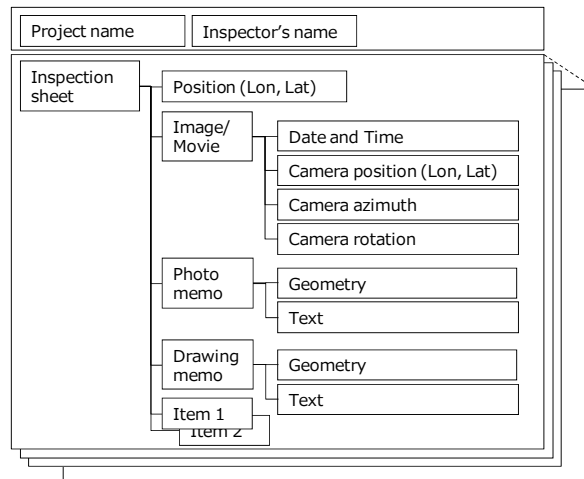 Project name
Inspector's name
Inspection
sheet
Position (Lon, Lat)
Image/
Movie
Date and Time
Camera position (Lon, Lat)
Camera azimuth
Camera rotation
Photo
memo
Geometry
Text
Drawing
memo
Geometry
Text
Item 1
Item 2